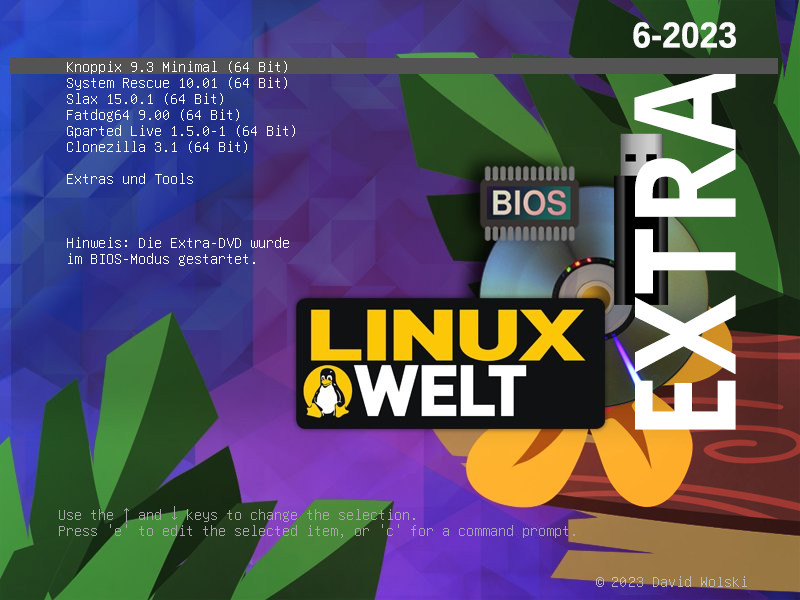 6-2023
Knoppix 9.3 Minimal (64 Bit)
System Rescue 10.01 (64 Bit)
Slax 15.0.1 (64 Bit)
Fatdog64 9.00 (64 Bit)
Gparted Live 1.5.0-1 (64 Bit)
Clonezilla 3.1 (64 Bit)
Extras und Tools
Hinweis: Die Extra-DVD wurde
im BIOS-Modus gestartet.
BIOS
EXTRA
LINUX
WELT
Use the ↑ and ↓ keys to change the selection.
Press 'e' to edit the selected item, or 'c' for a command prompt.
© 2023 David Wolski